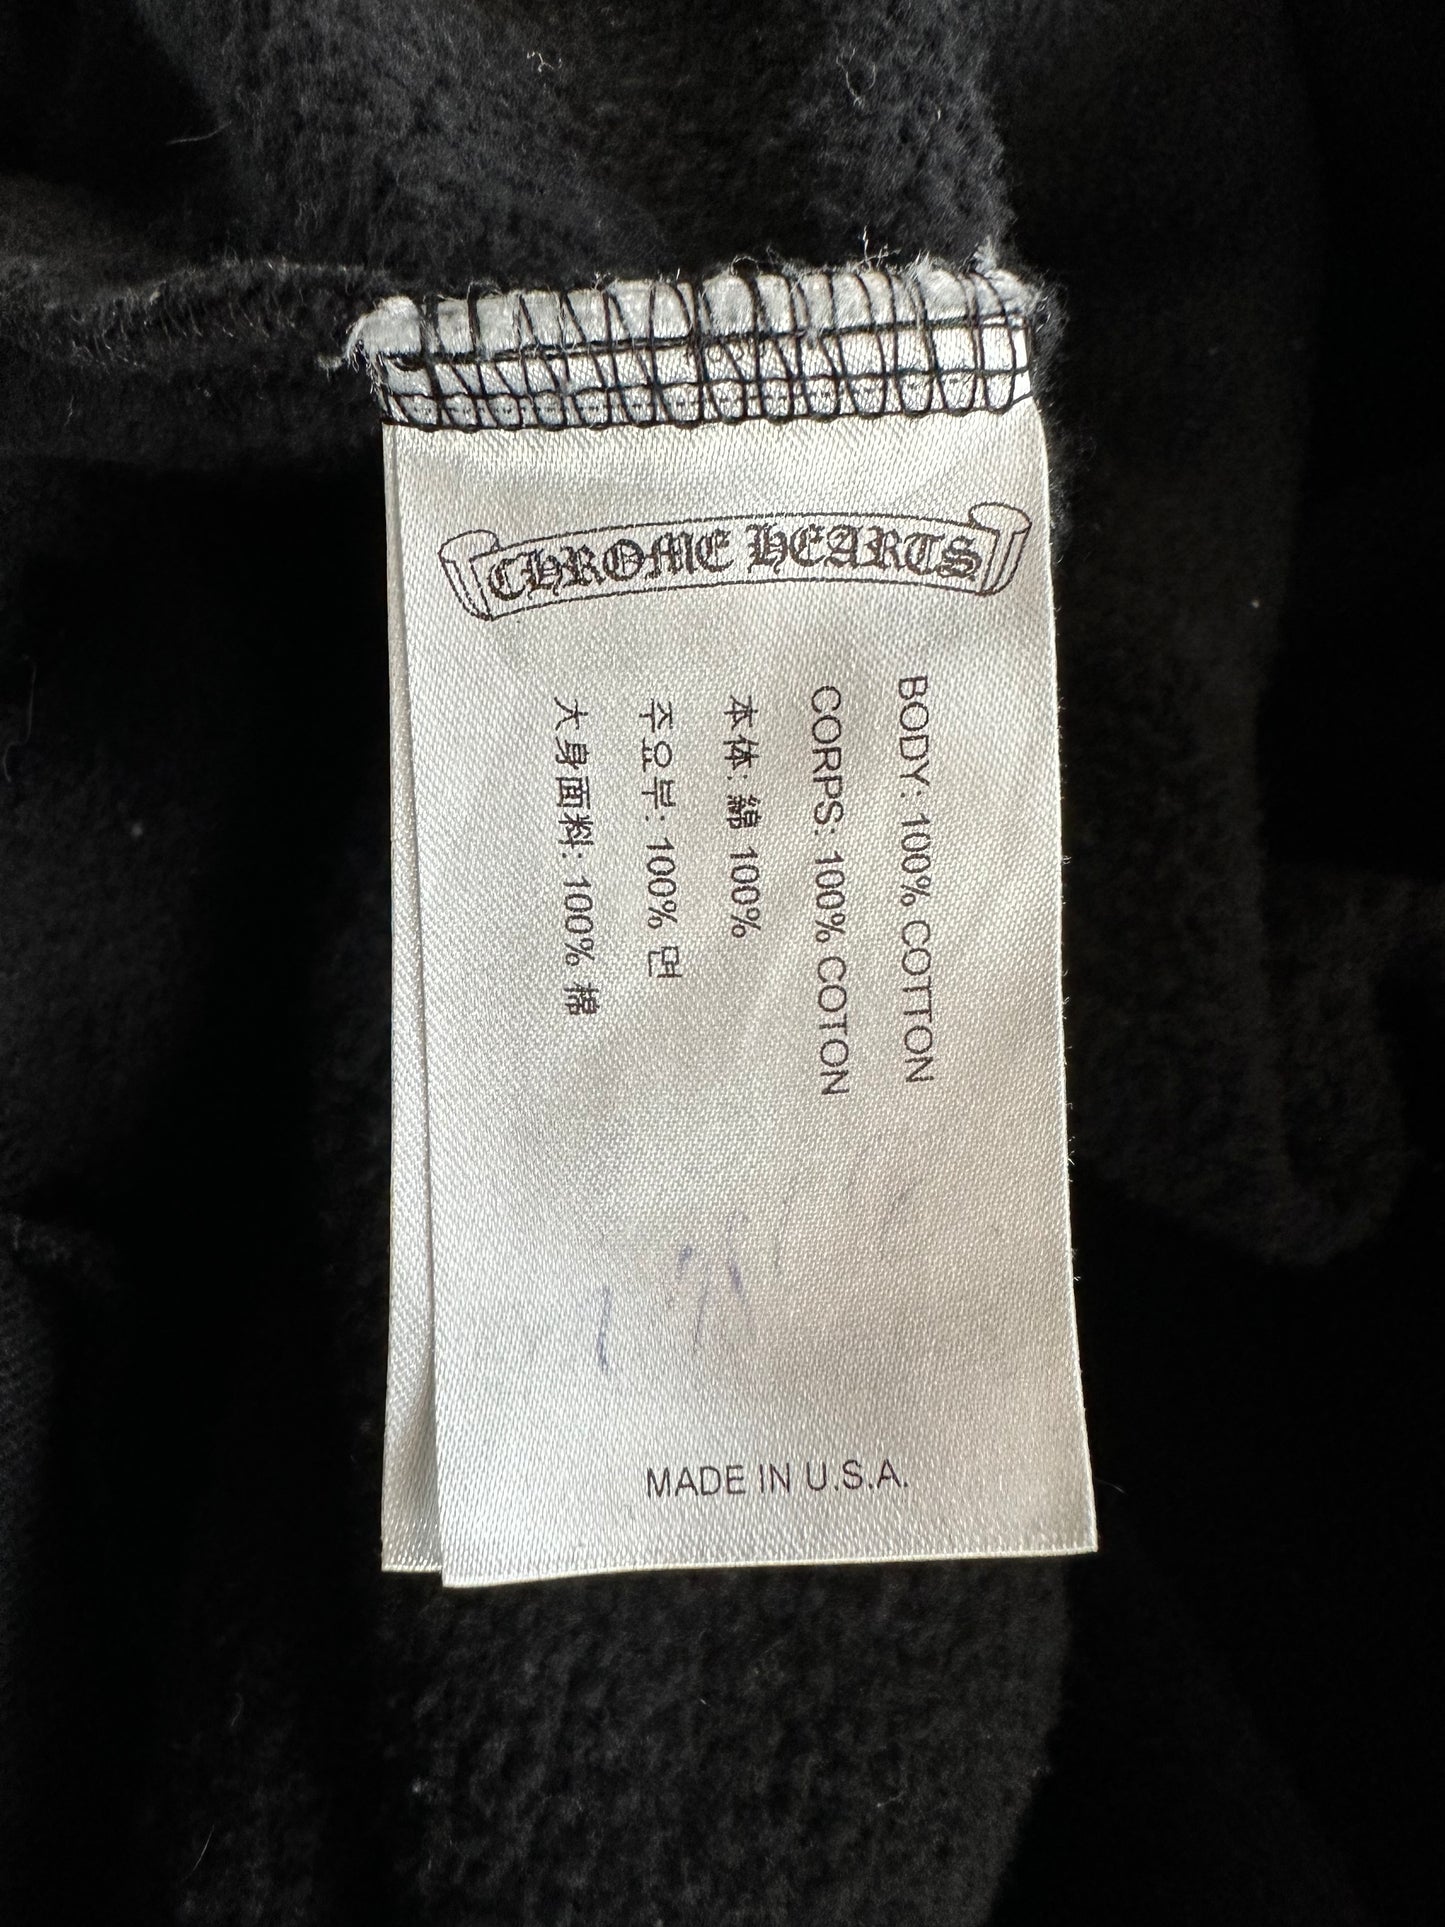 CHROME HEARTS
BODY: 100% COTTON
CORPS: 100% COTON
本体: 綿 100%
주요부: 100% 면
大身面料: 100% 棉
MADE IN U.S.A.